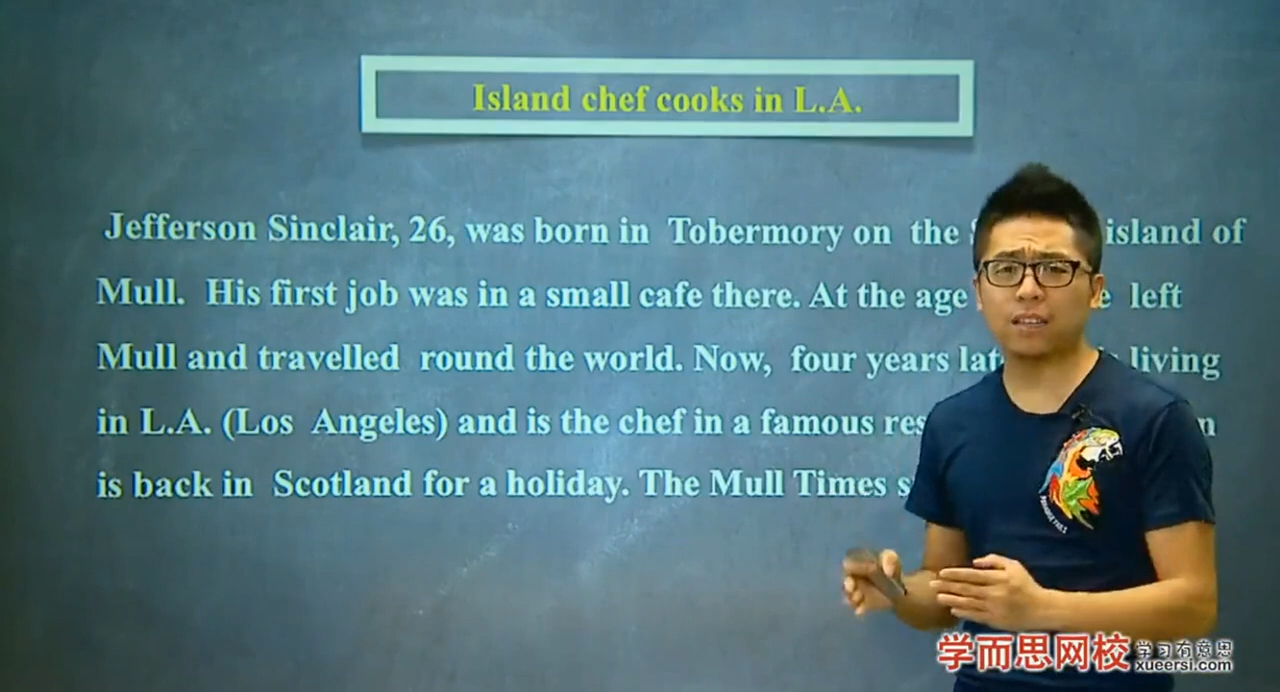 Island chef cooks in L.A.
Jefferson Sinclair, 26, was born in Tobermory on the island of
Mull. His first job was in a small cafe there. At the age left
Mull and travelled round the world. Now, four years living
in L.A. (Los Angeles) and is the chef in a famous
is back in Scotland for a holiday. The Mull Times
学而思网校 学习有意思
xueersi.com